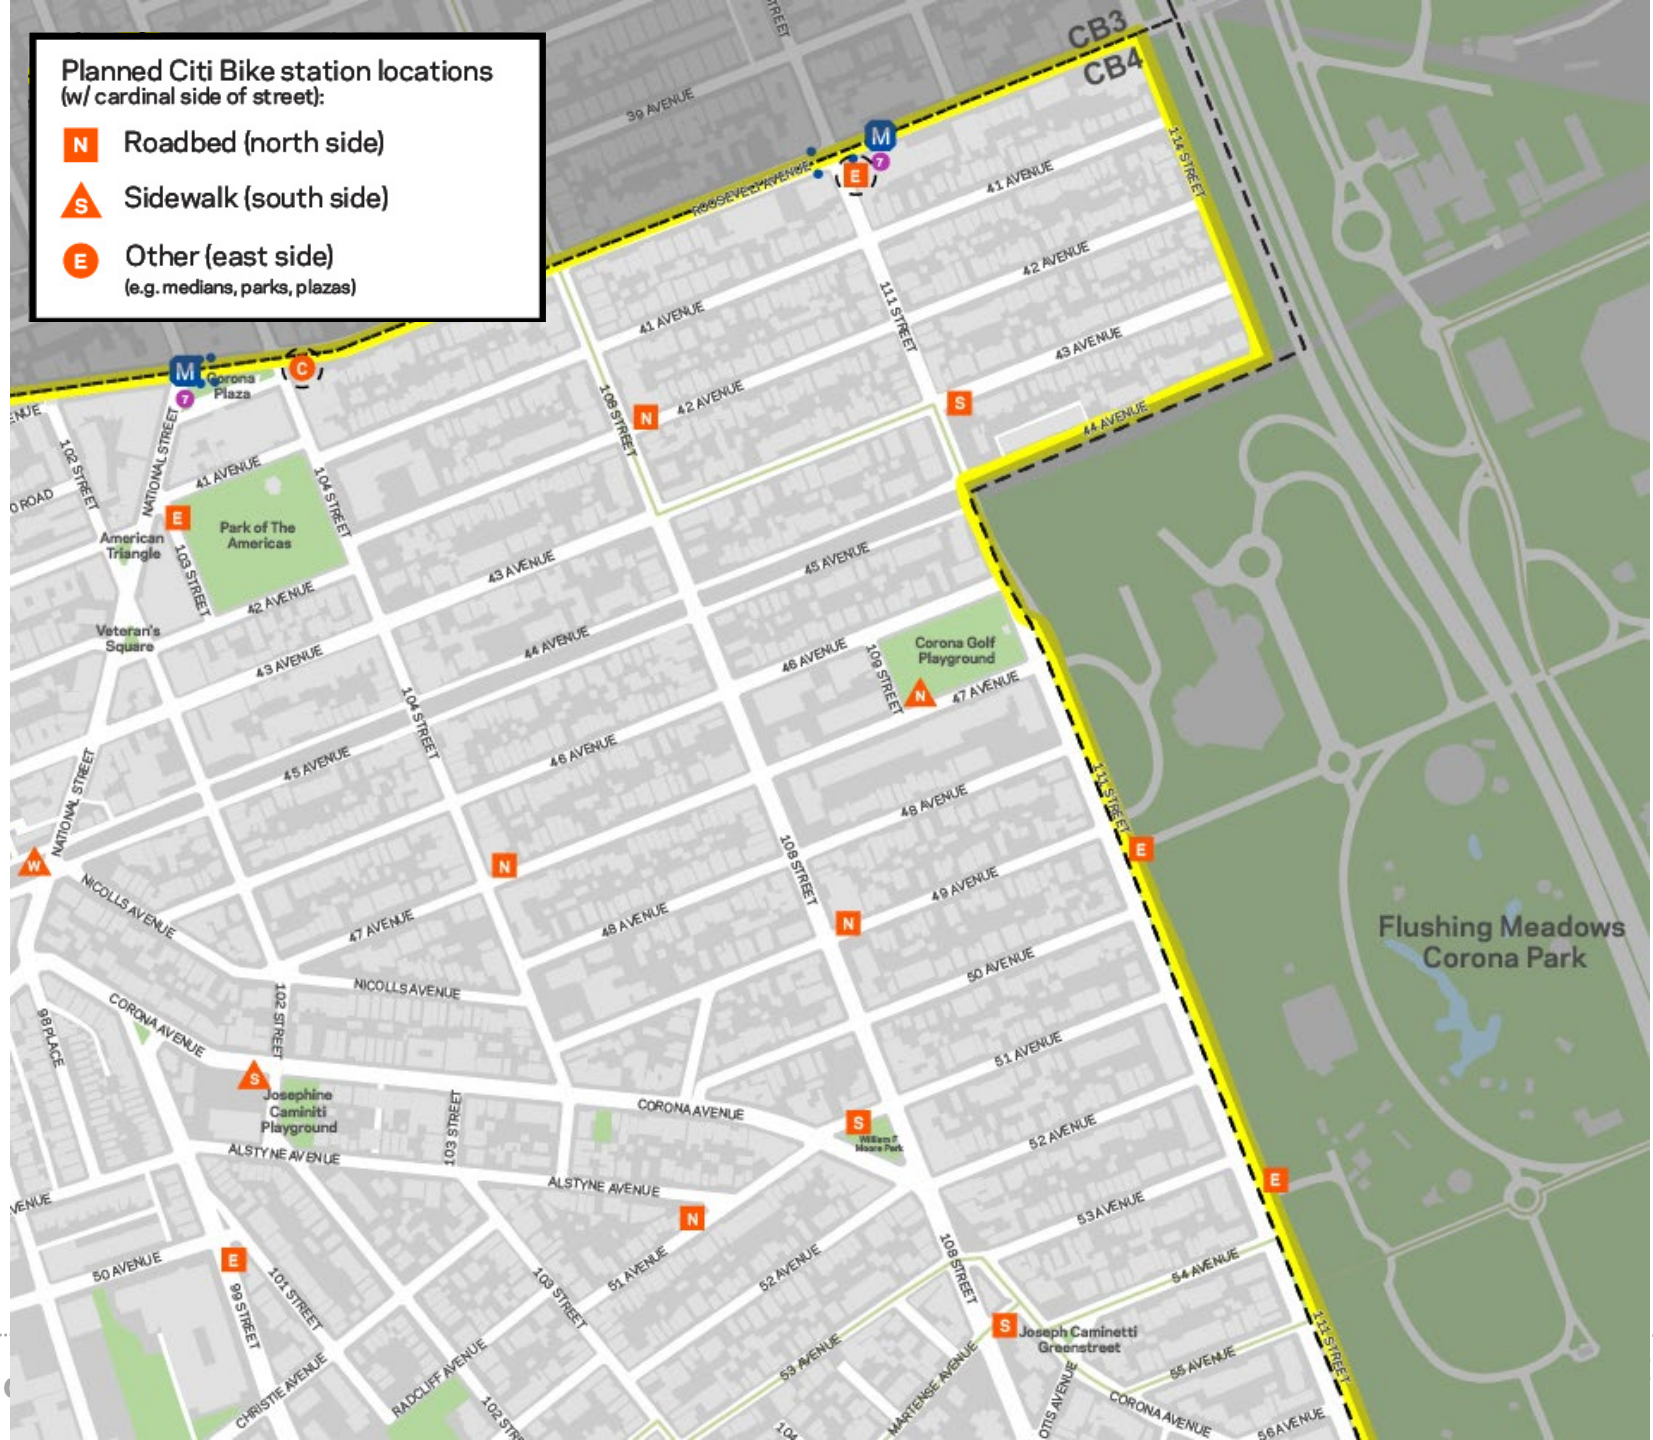 Planned Citi Bike station locations
(w/ cardinal side of street):
N Roadbed (north side)
S Sidewalk (south side)
E Other (east side)
(e.g. medians, parks, plazas)
CB3
CB4
39 AVENUE
M
7
E
ROOSEVELT AVENUE
114 STREET
41 AVENUE
42 AVENUE
111 STREET
41 AVENUE
43 AVENUE
M
7
C
Corona
Plaza
108 STREET
N
42 AVENUE
S
44 AVENUE
102 STREET
NATIONAL STREET
41 AVENUE
104 STREET
O ROAD
E
Park of The
Americas
American
Triangle
103 STREET
42 AVENUE
43 AVENUE
45 AVENUE
Veteran's
Square
43 AVENUE
44 AVENUE
46 AVENUE
109 STREET
Corona Golf
Playground
N
47 AVENUE
104 STREET
45 AVENUE
46 AVENUE
NATIONAL STREET
48 AVENUE
111 STREET
E
W
NICOLLS AVENUE
N
108 STREET
49 AVENUE
47 AVENUE
48 AVENUE
N
50 AVENUE
Flushing Meadows
Corona Park
NICOLLS AVENUE
102 STREET
CORONA AVENUE
98 PLACE
51 AVENUE
S
Josephine
Caminiti
Playground
103 STREET
CORONA AVENUE
S
William F
Moore Park
52 AVENUE
ALSTYNE AVENUE
ALSTYNE AVENUE
E
N
53 AVENUE
VENUE
50 AVENUE
E
99 STREET
101 STREET
103 STREET
51 AVENUE
52 AVENUE
108 STREET
54 AVENUE
S
Joseph Caminetti
Greenstreet
111 STREET
53 AVENUE
55 AVENUE
CHRISTIE AVENUE
RADCLIFF AVENUE
102 STR
104
MARTENSE AVENUE
OTIS AVENUE
CORONA AVENUE
56 AVENUE